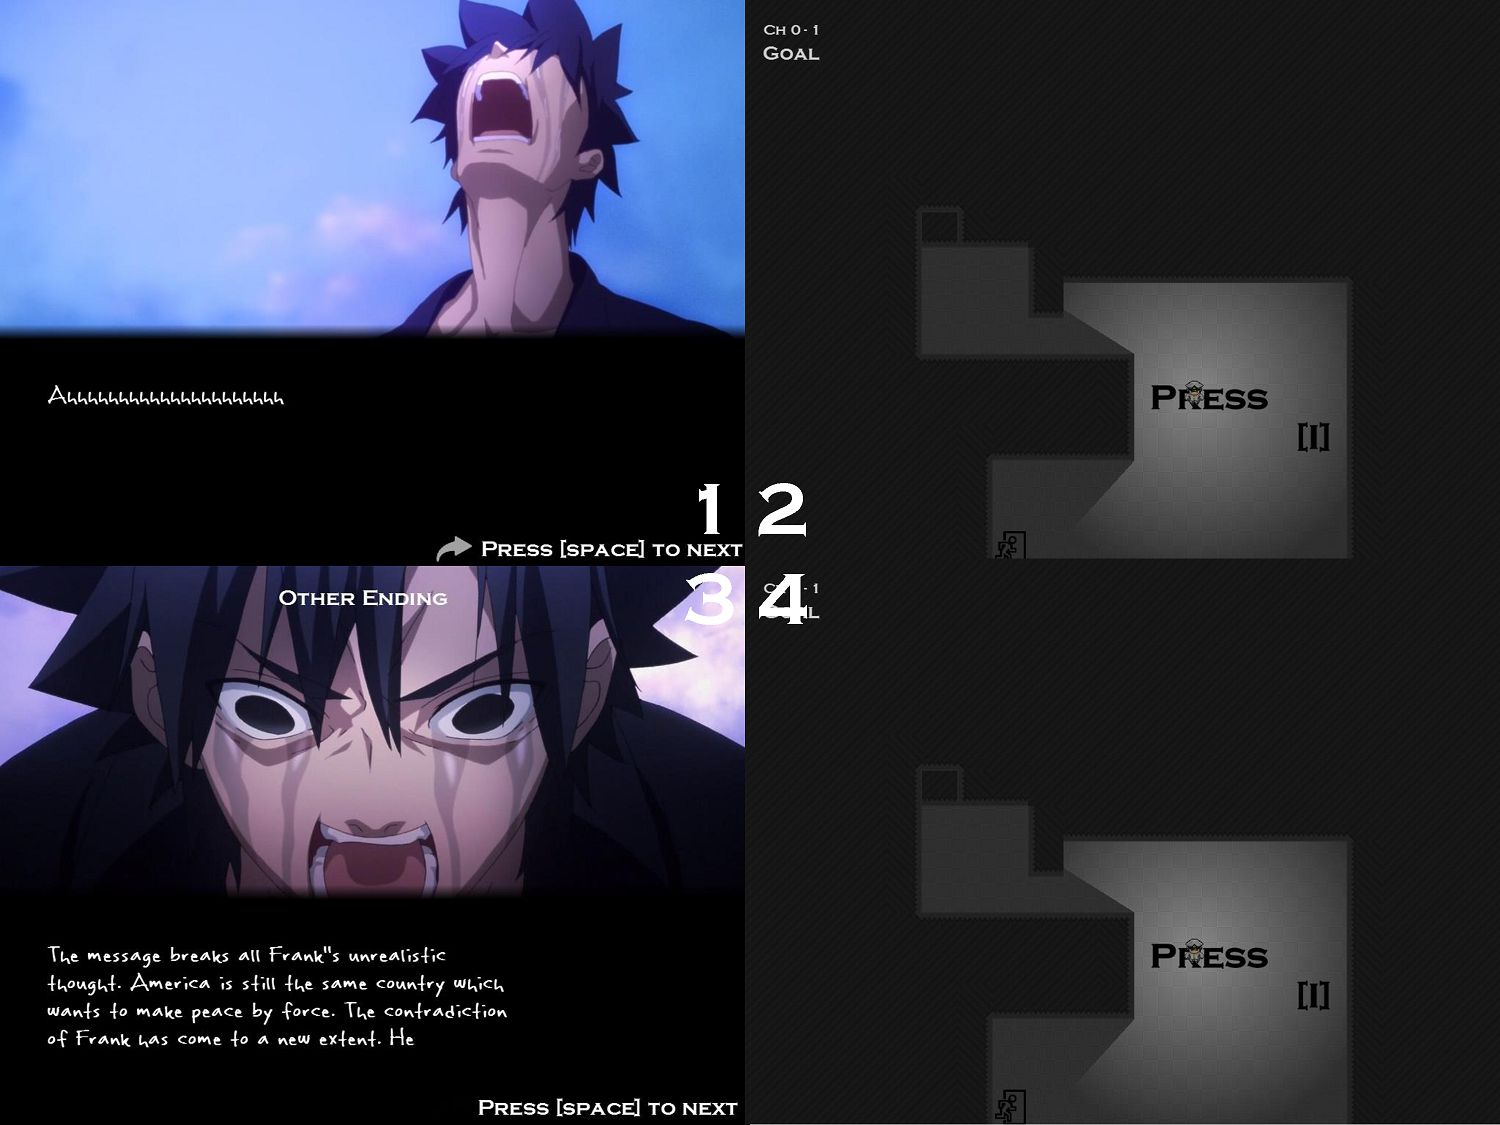 Ahhhhhhhhhhhhhhhhhhhhh
Press [space] to next
1
Ch 0 - 1
Goal
Press
[I]
2
Other Ending
3
The message breaks all Frank"s unrealistic
thought. America is still the same country which
wants to make peace by force. The contradiction
of Frank has come to a new extent. He
Press [space] to next
4
Press
[I]